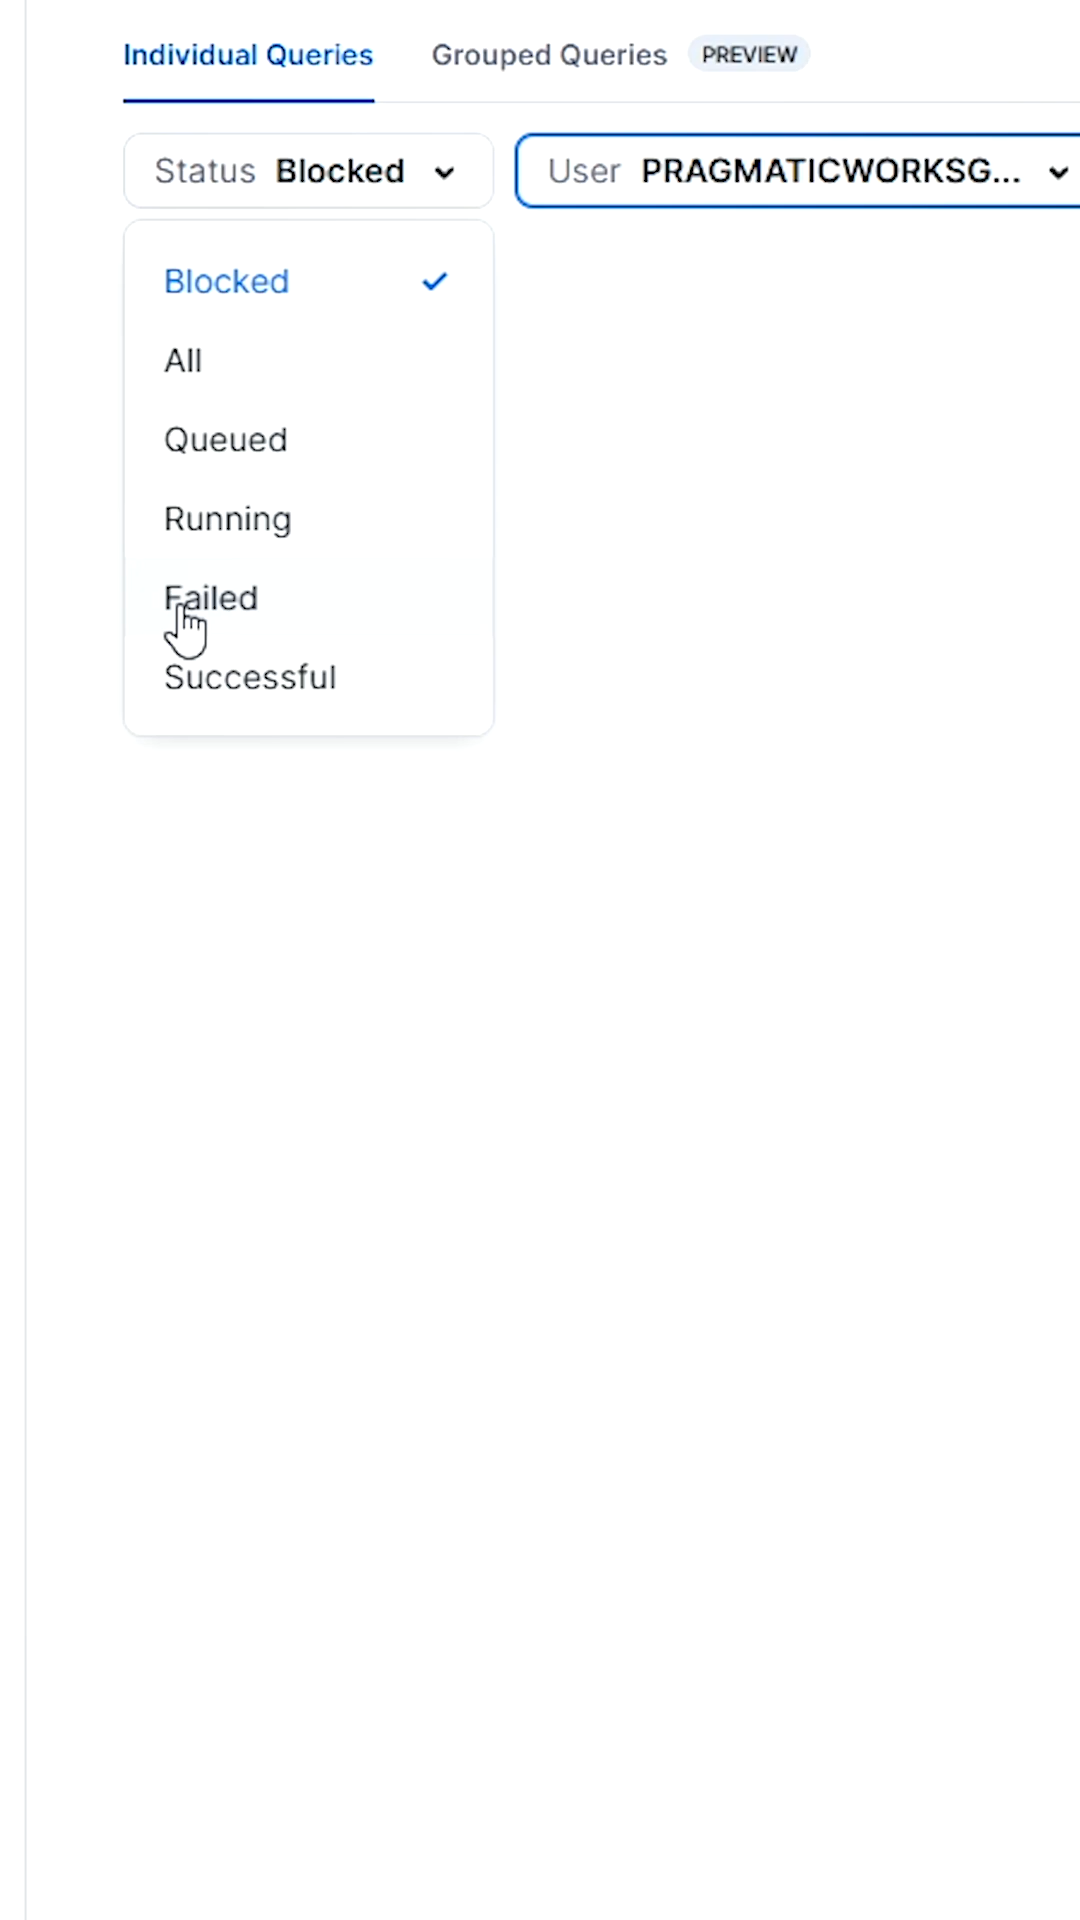 Individual Queries Grouped Queries PREVIEW
Status Blocked User PRAGMATICWORKSG...
Blocked
All
Queued
Running
Failed
Successful